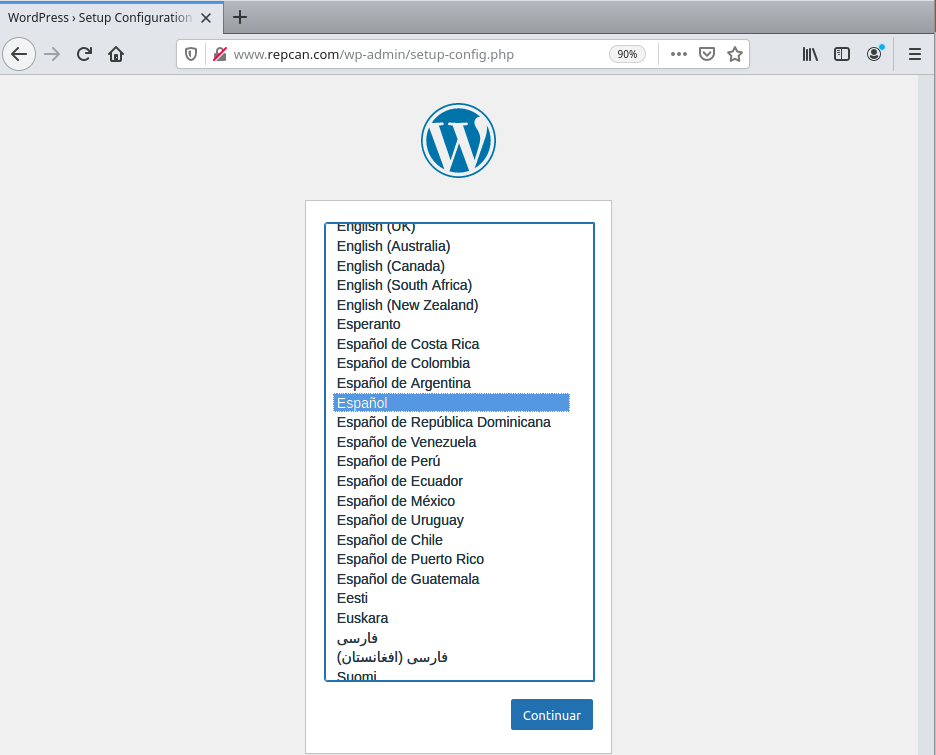 WordPress › Setup Configuration
www.repcan.com/wp-admin/setup-config.php
90%
English (UK)
English (Australia)
English (Canada)
English (South Africa)
English (New Zealand)
Esperanto
Español de Costa Rica
Español de Colombia
Español de Argentina
Español
Español de República Dominicana
Español de Venezuela
Español de Perú
Español de Ecuador
Español de México
Español de Uruguay
Español de Chile
Español de Puerto Rico
Español de Guatemala
Eesti
Euskara
فارسی
(فارسی (افغانستان
Suomi
Continuar